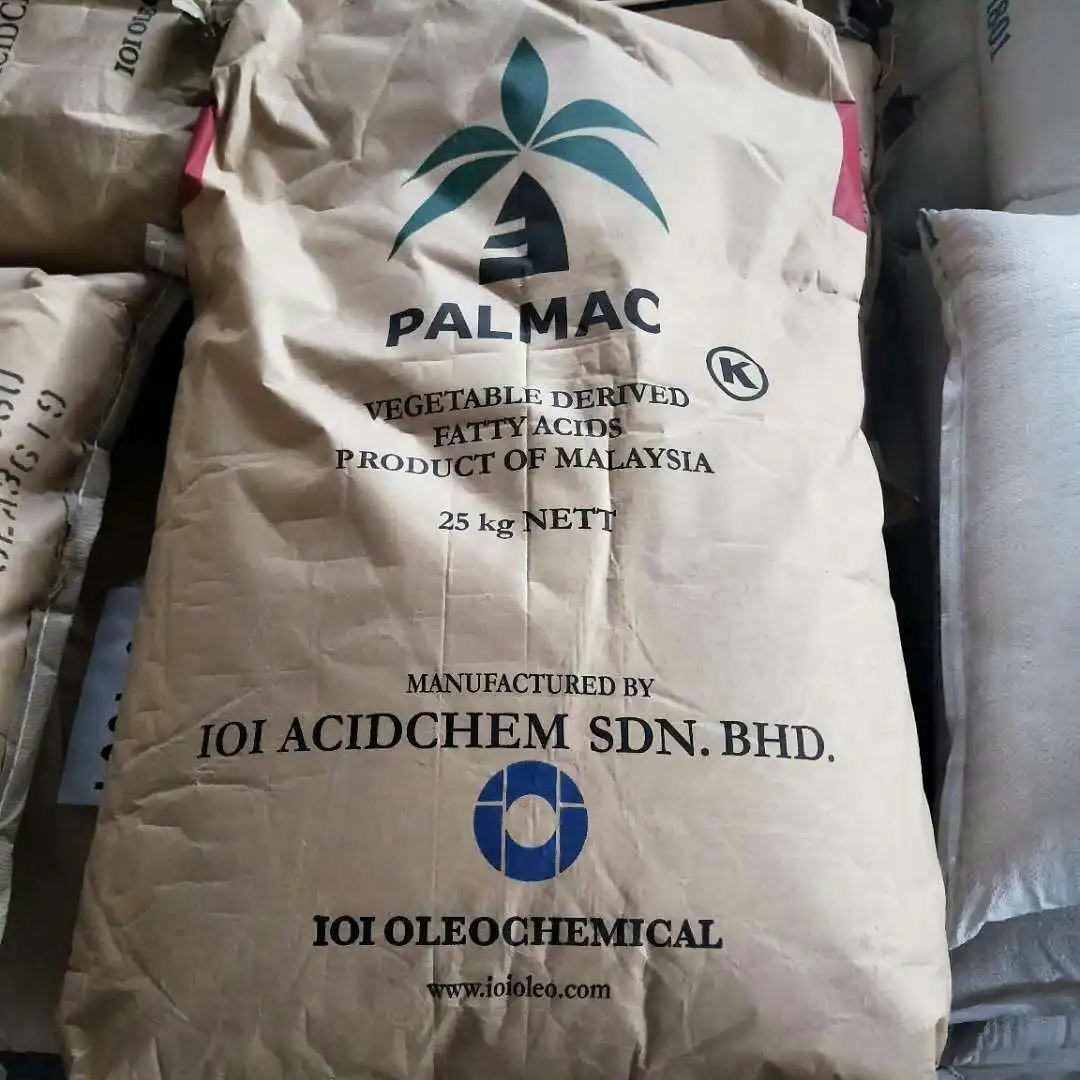 PALMAC
K
VEGETABLE DERIVED
FATTY ACIDS
PRODUCT OF MALAYSIA
25 kg NETT
MANUFACTURED BY
IOI ACIDCHEM SDN. BHD.
IOI OLEOCHEMICAL
www.ioioleo.com
1801